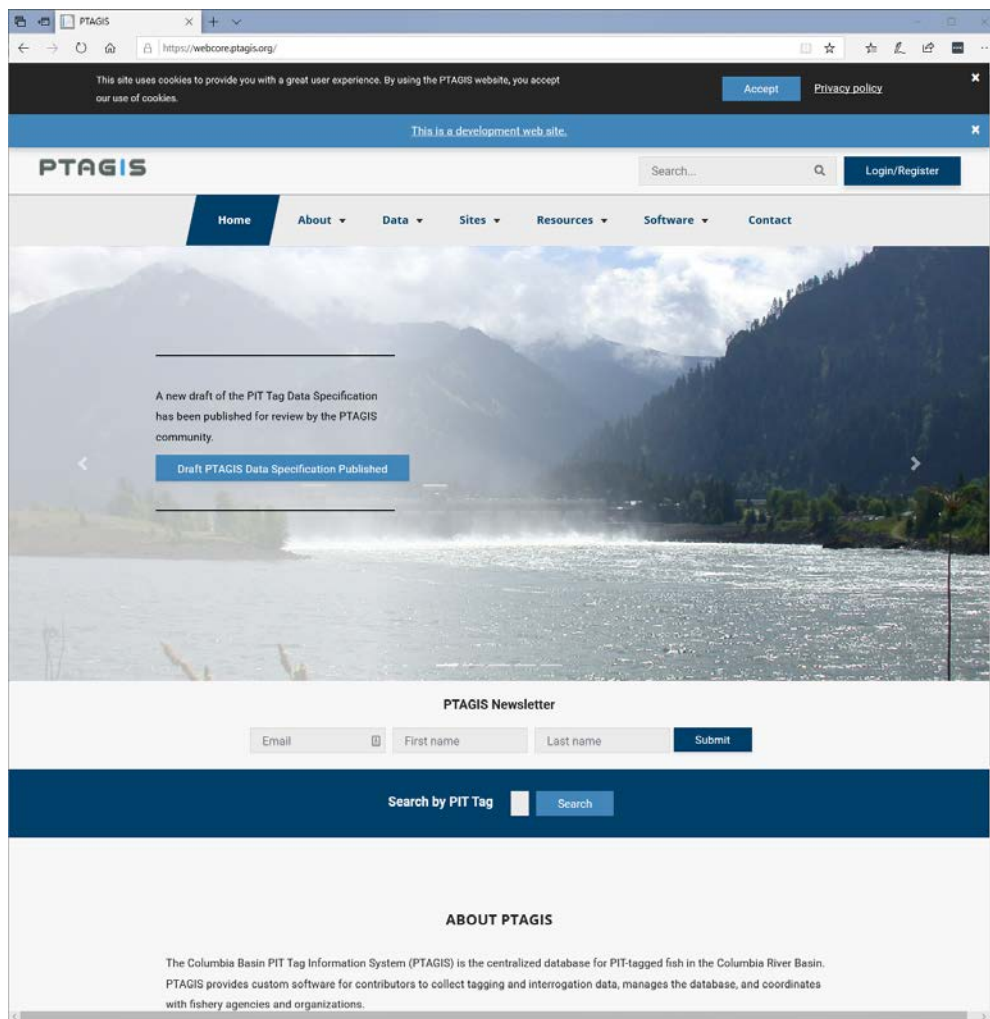 PTAGIS
https://webcore.ptagis.org/
This site uses cookies to provide you with a great user experience. By using the PTAGIS website, you accept
our use of cookies.
Accept
Privacy policy
This is a development web site.
PTAGIS
Search...
Login/Register
Home
About
Data
Sites
Resources
Software
Contact
A new draft of the PIT Tag Data Specification
has been published for review by the PTAGIS
community.
Draft PTAGIS Data Specification Published
PTAGIS Newsletter
Email
First name
Last name
Submit
Search by PIT Tag
Search
ABOUT PTAGIS
The Columbia Basin PIT Tag Information System (PTAGIS) is the centralized database for PIT-tagged fish in the Columbia River Basin.
PTAGIS provides custom software for contributors to collect tagging and interrogation data, manages the database, and coordinates
with fishery agencies and organizations.